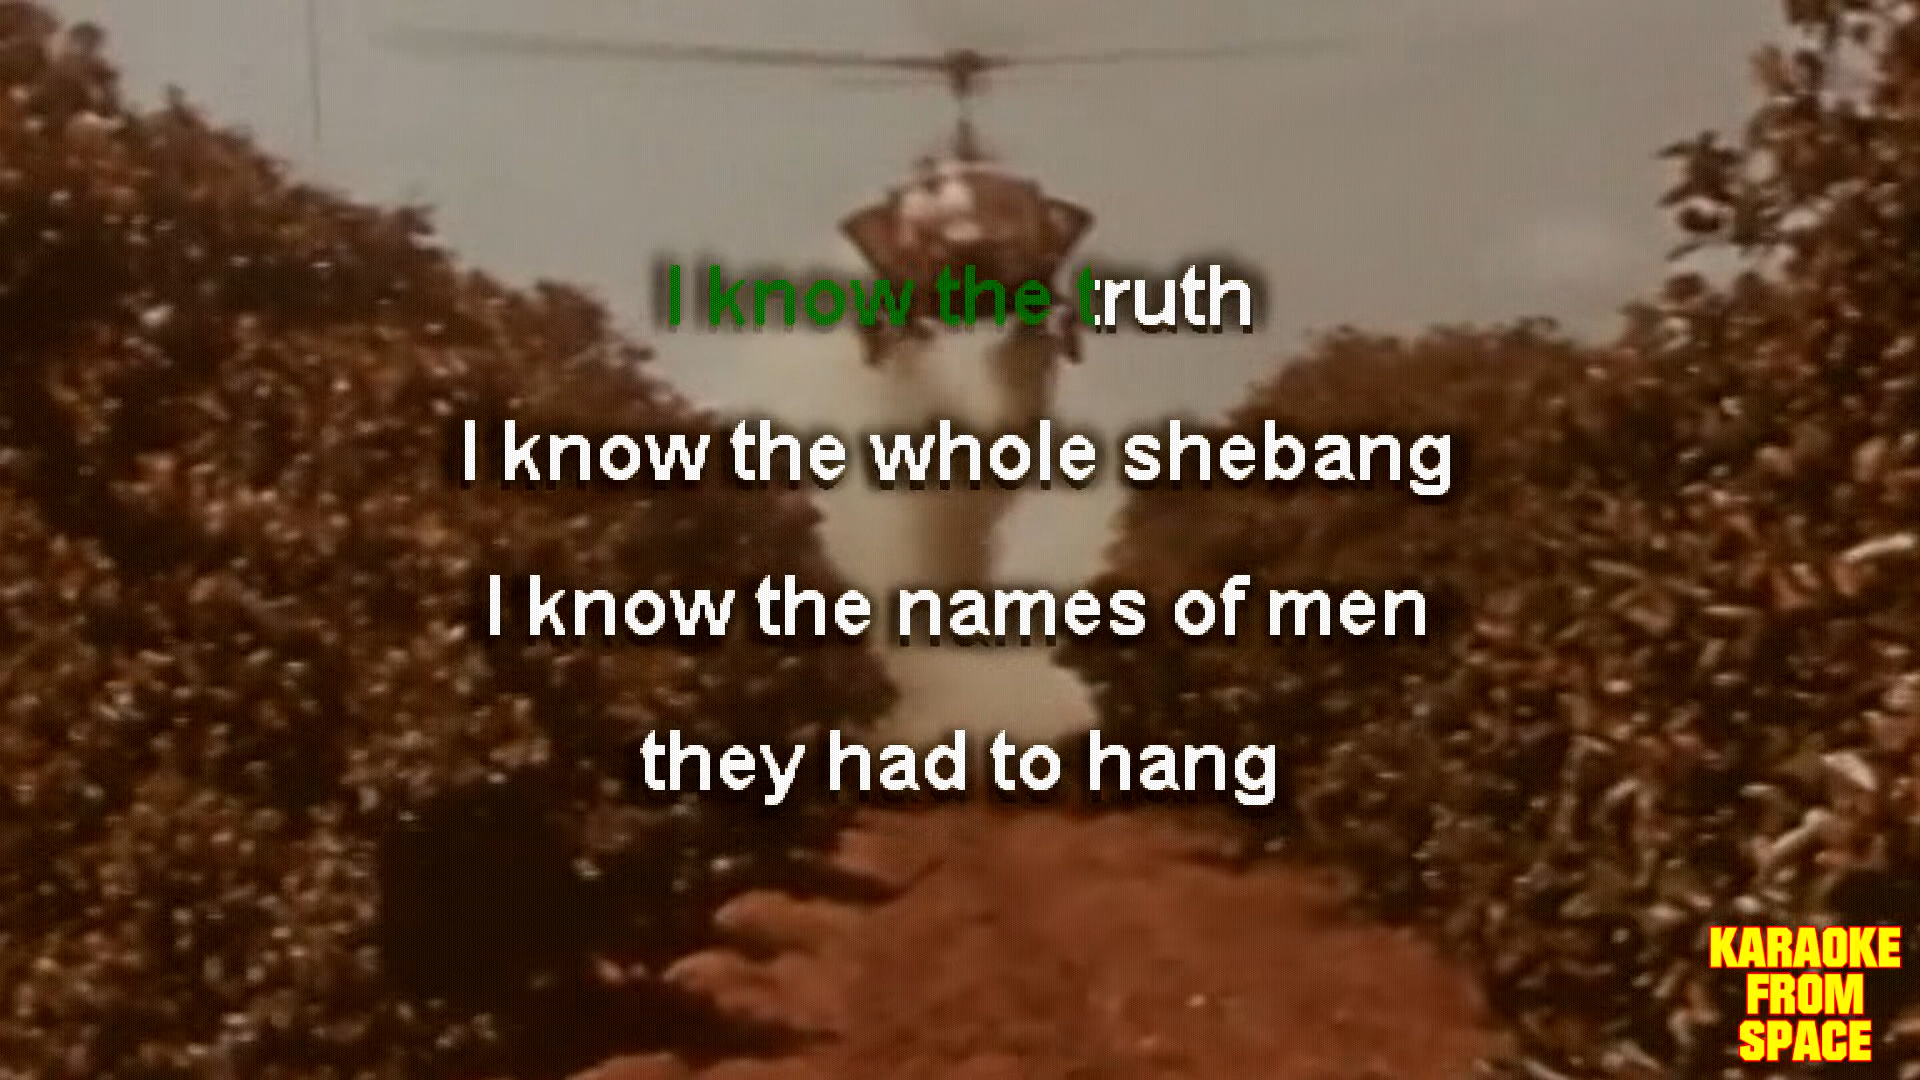 I know the truth
I know the whole shebang
I know the names of men
they had to hang
KARAOKE
FROM
SPACE